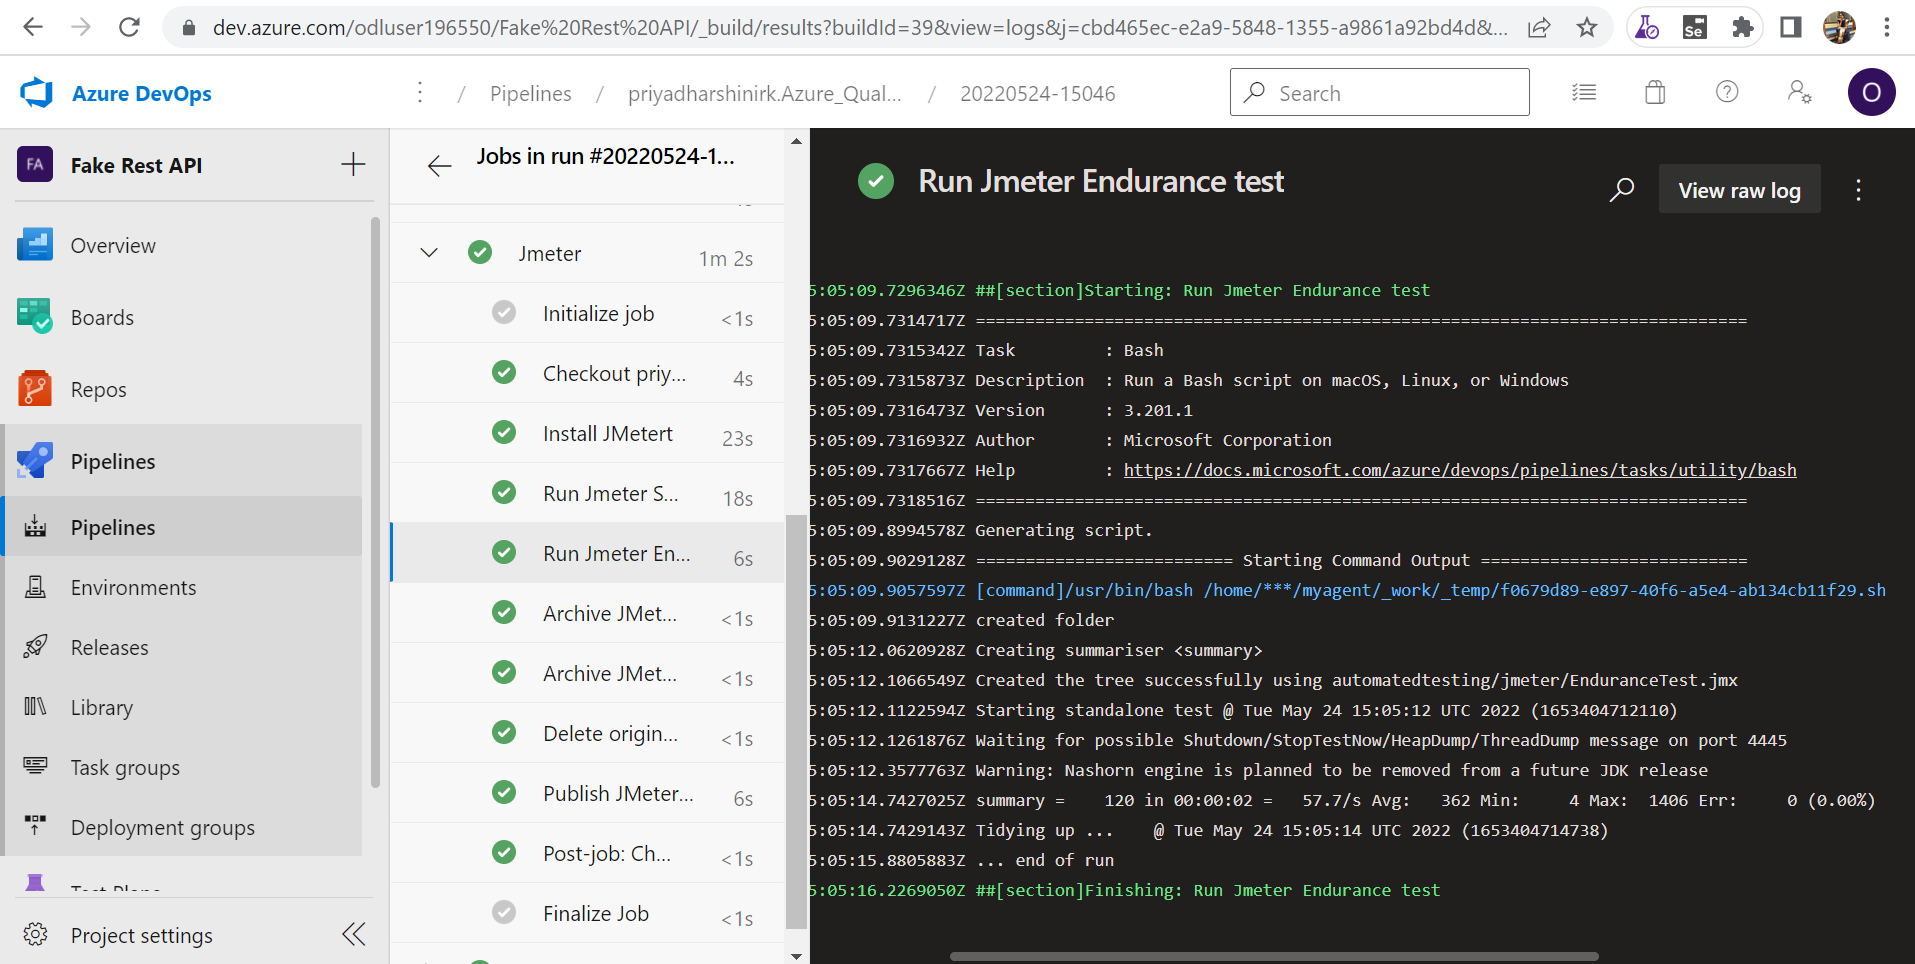 dev.azure.com/odluser196550/Fake%20Rest%20API/_build/results?buildId=39&view=logs&j=cbd465ec-e2a9-5848-1355-a9861a92bd4d&...
Se
Azure DevOps
/ Pipelines / priyadharshinirk.Azure_Qual... / 20220524-15046
Search
O
FA Fake Rest API
Overview
Boards
Repos
Pipelines
Pipelines
Environments
Releases
Library
Task groups
Deployment groups
Test Plans
Project settings
Jobs in run #20220524-1...
Jmeter 1m 2s
Initialize job <1s
Checkout priy... 4s
Install JMetert 23s
Run Jmeter S... 18s
Run Jmeter En... 6s
Archive JMet... <1s
Archive JMet... <1s
Delete origin... <1s
Publish JMeter... 6s
Post-job: Ch... <1s
Finalize Job <1s
Run Jmeter Endurance test
View raw log
5:05:09.7296346Z ##[section]Starting: Run Jmeter Endurance test
5:05:09.7314717Z ==============================================================================
5:05:09.7315342Z Task         : Bash
5:05:09.7315873Z Description  : Run a Bash script on macOS, Linux, or Windows
5:05:09.7316473Z Version      : 3.201.1
5:05:09.7316932Z Author       : Microsoft Corporation
5:05:09.7317667Z Help         : https://docs.microsoft.com/azure/devops/pipelines/tasks/utility/bash
5:05:09.7318516Z ==============================================================================
5:05:09.8994578Z Generating script.
5:05:09.9029128Z ========================== Starting Command Output ===========================
5:05:09.9057597Z [command]/usr/bin/bash /home/***/myagent/_work/_temp/f0679d89-e897-40f6-a5e4-ab134cb11f29.sh
5:05:09.9131227Z created folder
5:05:12.0620928Z Creating summariser <summary>
5:05:12.1066549Z Created the tree successfully using automatedtesting/jmeter/EnduranceTest.jmx
5:05:12.1122594Z Starting standalone test @ Tue May 24 15:05:12 UTC 2022 (1653404712110)
5:05:12.1261876Z Waiting for possible Shutdown/StopTestNow/HeapDump/ThreadDump message on port 4445
5:05:12.3577763Z Warning: Nashorn engine is planned to be removed from a future JDK release
5:05:14.7427025Z summary =    120 in 00:00:02 =   57.7/s Avg:   362 Min:     4 Max:  1406 Err:     0 (0.00%)
5:05:14.7429143Z Tidying up ...    @ Tue May 24 15:05:14 UTC 2022 (1653404714738)
5:05:15.8805883Z ... end of run
5:05:16.2269050Z ##[section]Finishing: Run Jmeter Endurance test